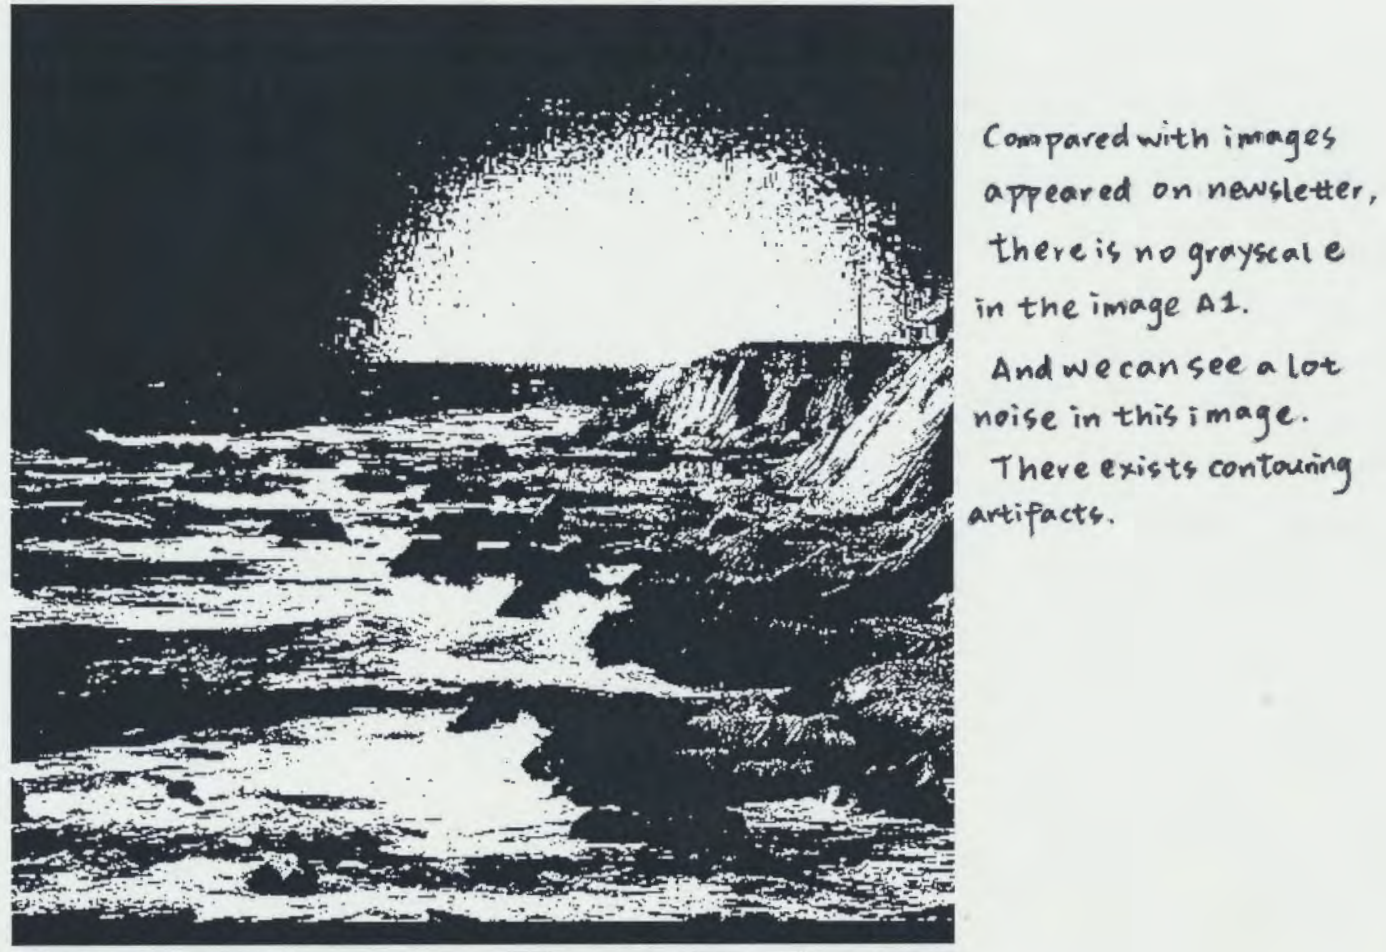 Compared with images
appeared on newsletter,
there is no grayscale
in the image A1.
And we can see a lot
noise in this image.
There exists contouring
artifacts.